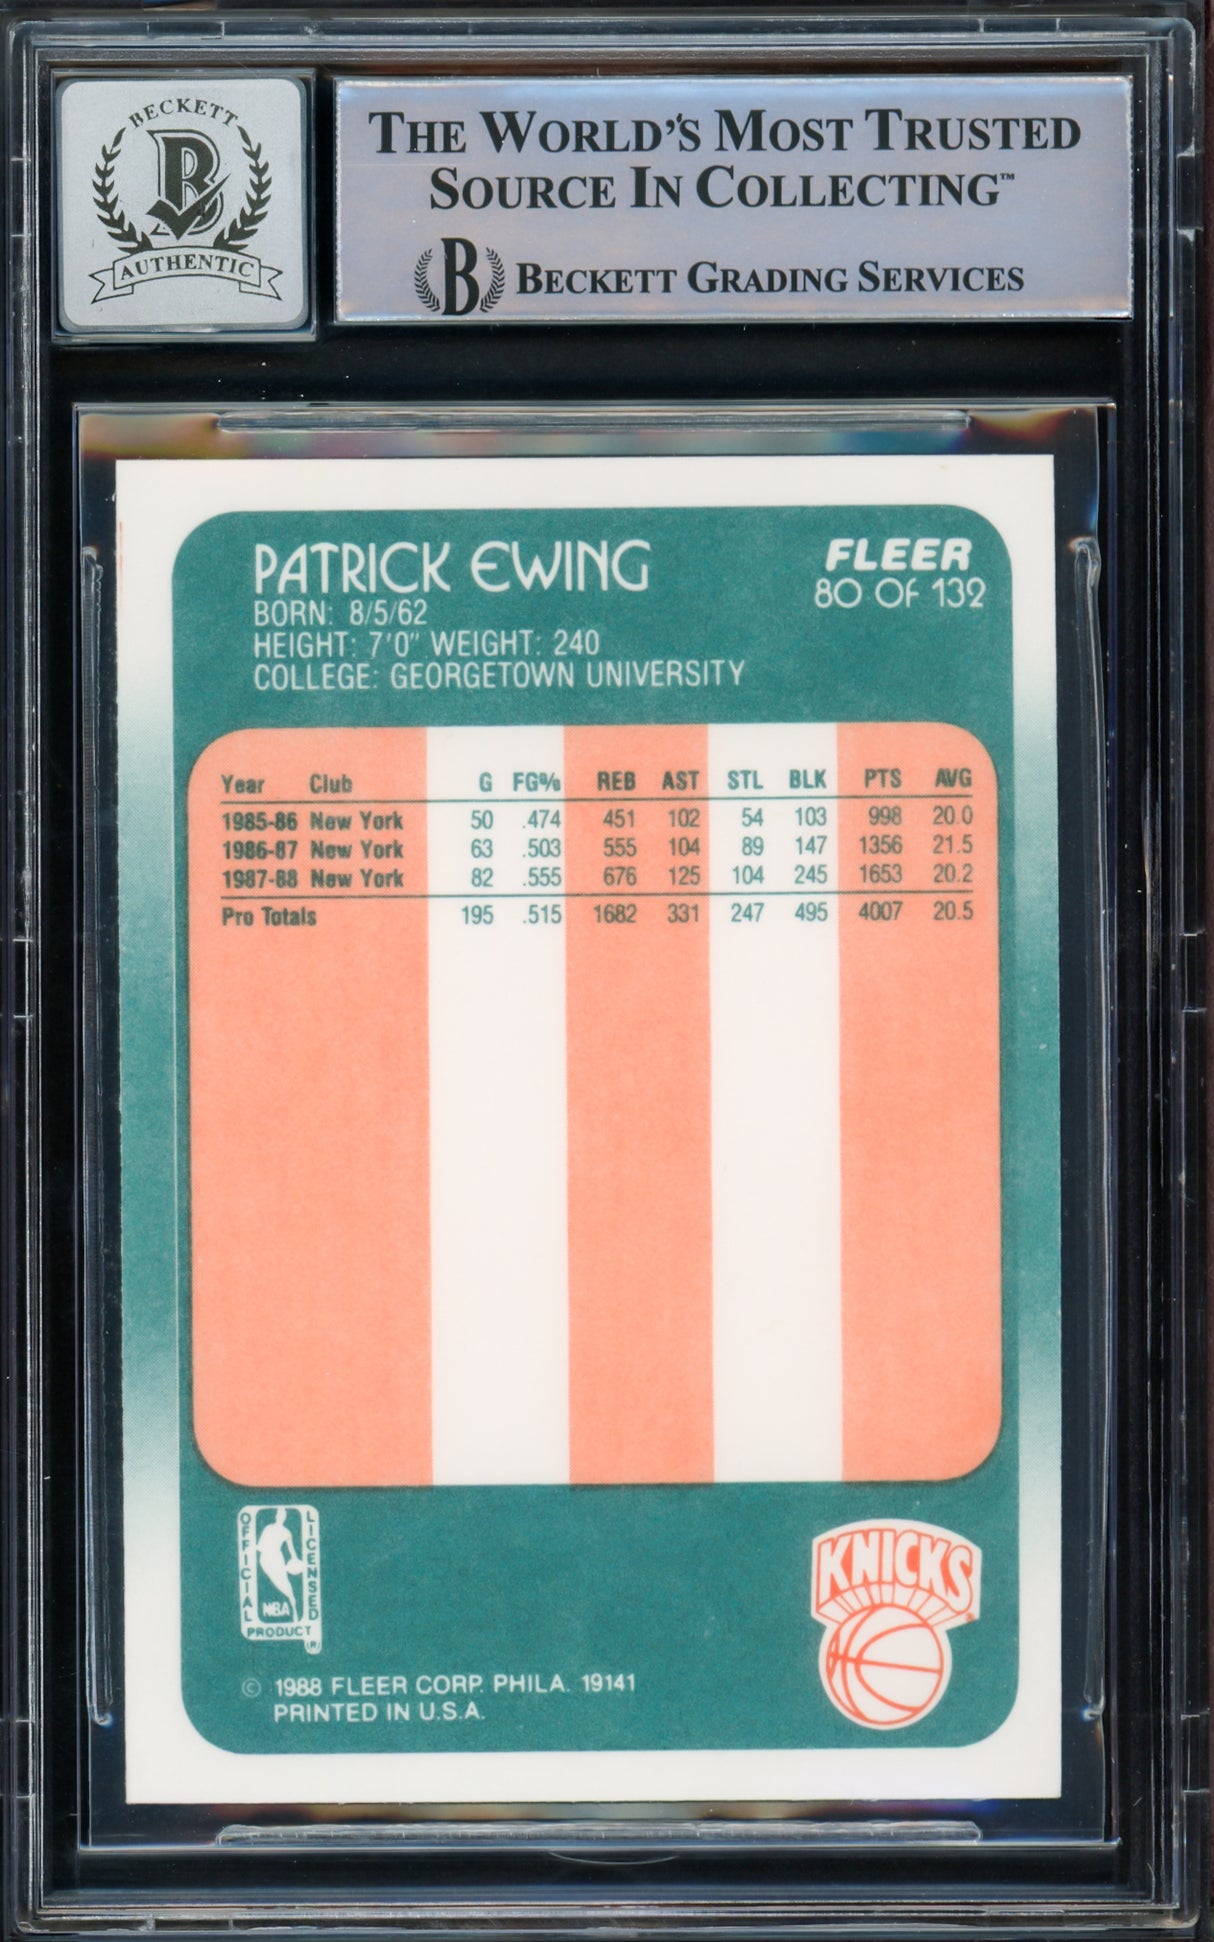 BECKETT
B
AUTHENTIC
THE WORLD'S MOST TRUSTED
SOURCE IN COLLECTING™
B BECKETT GRADING SERVICES
PATRICK EWING
FLEER
80 OF 132
BORN: 8/5/62
HEIGHT: 7'0" WEIGHT: 240
COLLEGE: GEORGETOWN UNIVERSITY
Year Club G FG% REB AST STL BLK PTS AVG
1985-86 New York 50 .474 451 102 54 103 998 20.0
1986-87 New York 63 .503 555 104 89 147 1356 21.5
1987-88 New York 82 .555 676 125 104 245 1653 20.2
Pro Totals 195 .515 1682 331 247 495 4007 20.5
OFFICIAL
LICENSED
NBA
PRODUCT
®
KNICKS
© 1988 FLEER CORP. PHILA. 19141
PRINTED IN U.S.A.